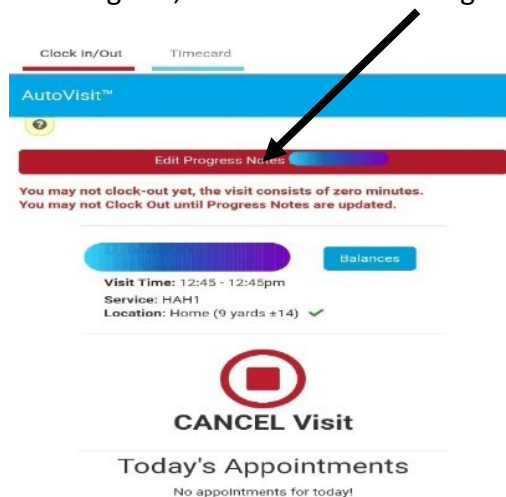 Clock In/Out Timecard
AutoVisit™
?
Edit Progress Notes
You may not clock-out yet, the visit consists of zero minutes.
You may not Clock Out until Progress Notes are updated.
Balances
Visit Time: 12:45 - 12:45pm
Service: HAH1
Location: Home (9 yards ±14)
CANCEL Visit
Today's Appointments
No appointments for today!